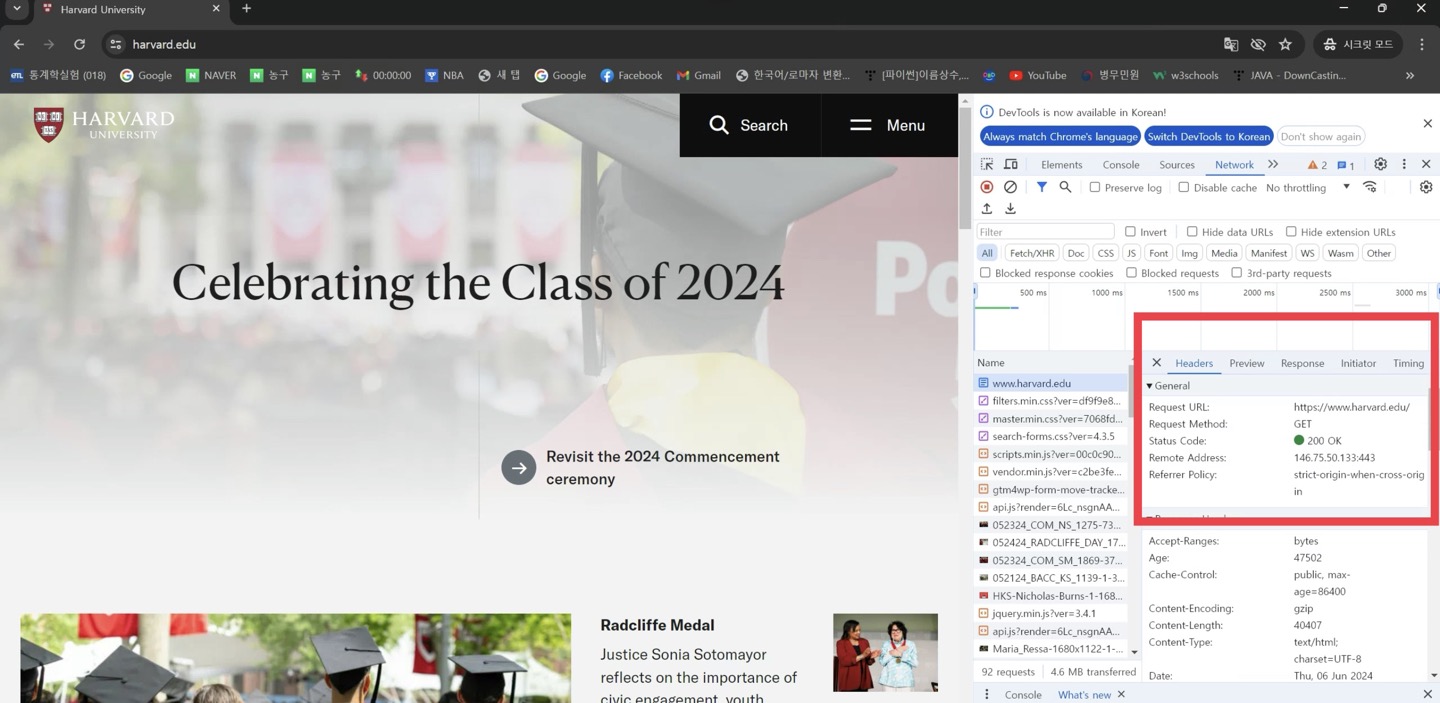 Harvard University
harvard.edu
시크릿 모드
통계학실험 (018)
Google
NAVER
농구
농구
00:00:00
NBA
새 탭
Google
Facebook
Gmail
한국어/로마자 변환...
[파이썬]이름상수,...
YouTube
병무민원
w3schools
JAVA - DownCastin...
HARVARD
UNIVERSITY
Search
Menu
Celebrating the Class of 2024
Po
Revisit the 2024 Commencement
ceremony
Radcliffe Medal
Justice Sonia Sotomayor
reflects on the importance of
civic engagement, youth
DevTools is now available in Korean!
Always match Chrome's language
Switch DevTools to Korean
Don't show again
Elements
Console
Sources
Network
2
1
Preserve log
Disable cache
No throttling
Filter
Invert
Hide data URLs
Hide extension URLs
All
Fetch/XHR
Doc
CSS
JS
Font
Img
Media
Manifest
WS
Wasm
Other
Blocked response cookies
Blocked requests
3rd-party requests
500 ms
1000 ms
1500 ms
2000 ms
2500 ms
3000 ms
Name
www.harvard.edu
filters.min.css?ver=df9f9e8...
master.min.css?ver=7068fd...
search-forms.css?ver=4.3.5
scripts.min.js?ver=00c0c90...
vendor.min.js?ver=c2be3fe...
gtm4wp-form-move-tracke...
api.js?render=6Lc_nsgnAA...
052324_COM_NS_1275-73...
052424_RADCLIFFE_DAY_17...
052324_COM_SM_1869-37...
052124_BACC_KS_1139-1-3...
HKS-Nicholas-Burns-1-168...
jquery.min.js?ver=3.4.1
api.js?render=6Lc_nsgnAA...
Maria_Ressa-1680x1122-1-...
Headers
Preview
Response
Initiator
Timing
General
Request URL: https://www.harvard.edu/
Request Method: GET
Status Code: 200 OK
Remote Address: 146.75.50.133:443
Referrer Policy: strict-origin-when-cross-orig
in
Accept-Ranges: bytes
Age: 47502
Cache-Control: public, max-
age=86400
Content-Encoding: gzip
Content-Length: 40407
Content-Type: text/html;
charset=UTF-8
Date: Thu, 06 Jun 2024
92 requests
4.6 MB transferred
Console
What's new